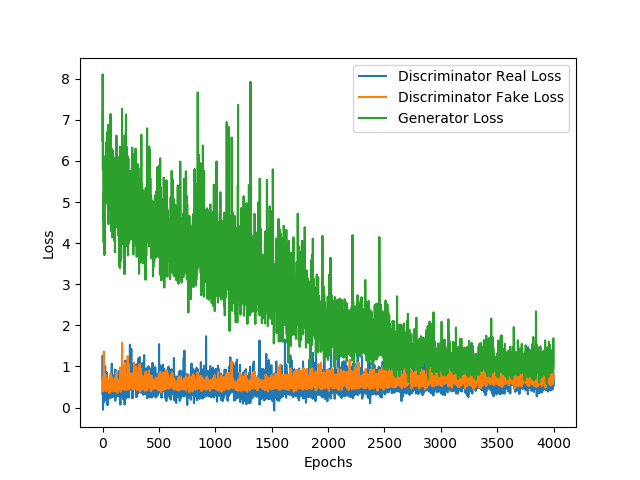 Discriminator Real Loss
Discriminator Fake Loss
Generator Loss
8
7
6
5
4
3
2
1
0
Loss
0 500 1000 1500 2000 2500 3000 3500 4000
Epochs